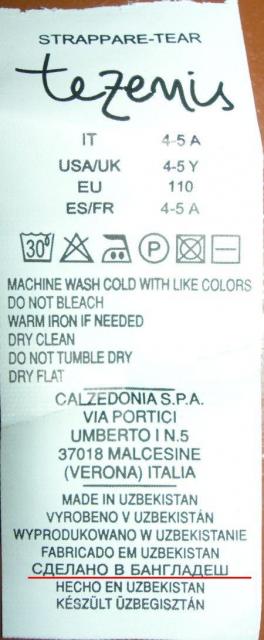 STRAPPARE-TEAR
tezenis
IT 4-5 A
USA/UK 4-5 Y
EU 110
ES/FR 4-5 A
30° P
MACHINE WASH COLD WITH LIKE COLORS
DO NOT BLEACH
WARM IRON IF NEEDED
DRY CLEAN
DO NOT TUMBLE DRY
DRY FLAT
CALZEDONIA S.P.A.
VIA PORTICI
UMBERTO I N.5
37018 MALCESINE
(VERONA) ITALIA
MADE IN UZBEKISTAN
VYROBENO V UZBEKISTÁN
WYPRODUKOWANO W UZBEKISTANIE
FABRICADO EM UZBEKISTAN
СДЕЛАНО В БАНГЛАДЕШ
HECHO EN UZBEKISTAN
KÉSZÜLT ÜZBEGISZTÁN